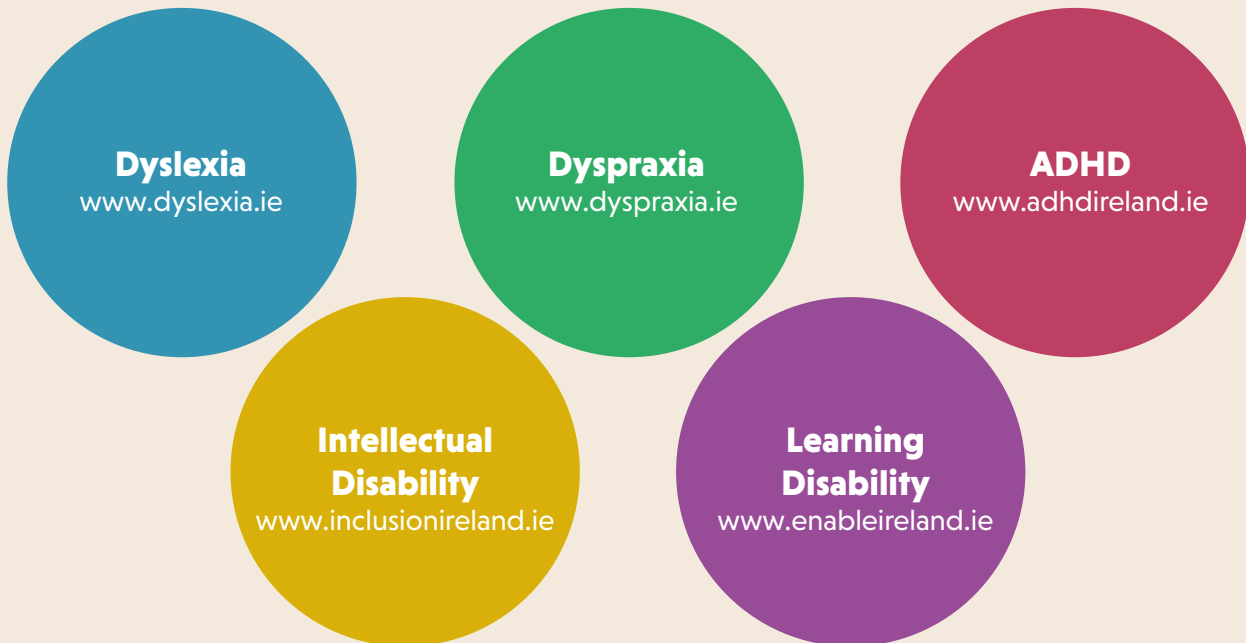 Dyslexia
www.dyslexia.ie
Dyspraxia
www.dyspraxia.ie
ADHD
www.adhdireland.ie
Intellectual
Disability
www.inclusionireland.ie
Learning
Disability
www.enableireland.ie